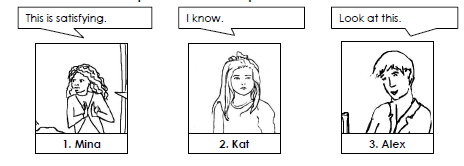 This is satisfying.
I know.
Look at this.
1. Mina
2. Kat
3. Alex